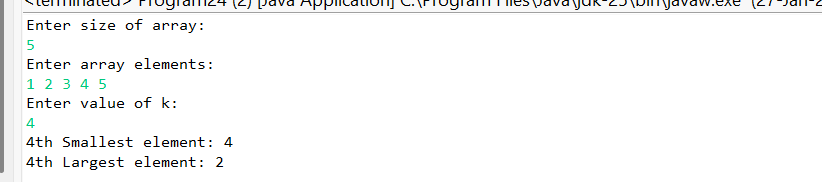 <terminated> Program24 (2) [Java Application] C:\Program Files\Java\jdk-25\bin\javaw.exe (27-Jan-2
Enter size of array:
5
Enter array elements:
1 2 3 4 5
Enter value of k:
4
4th Smallest element: 4
4th Largest element: 2